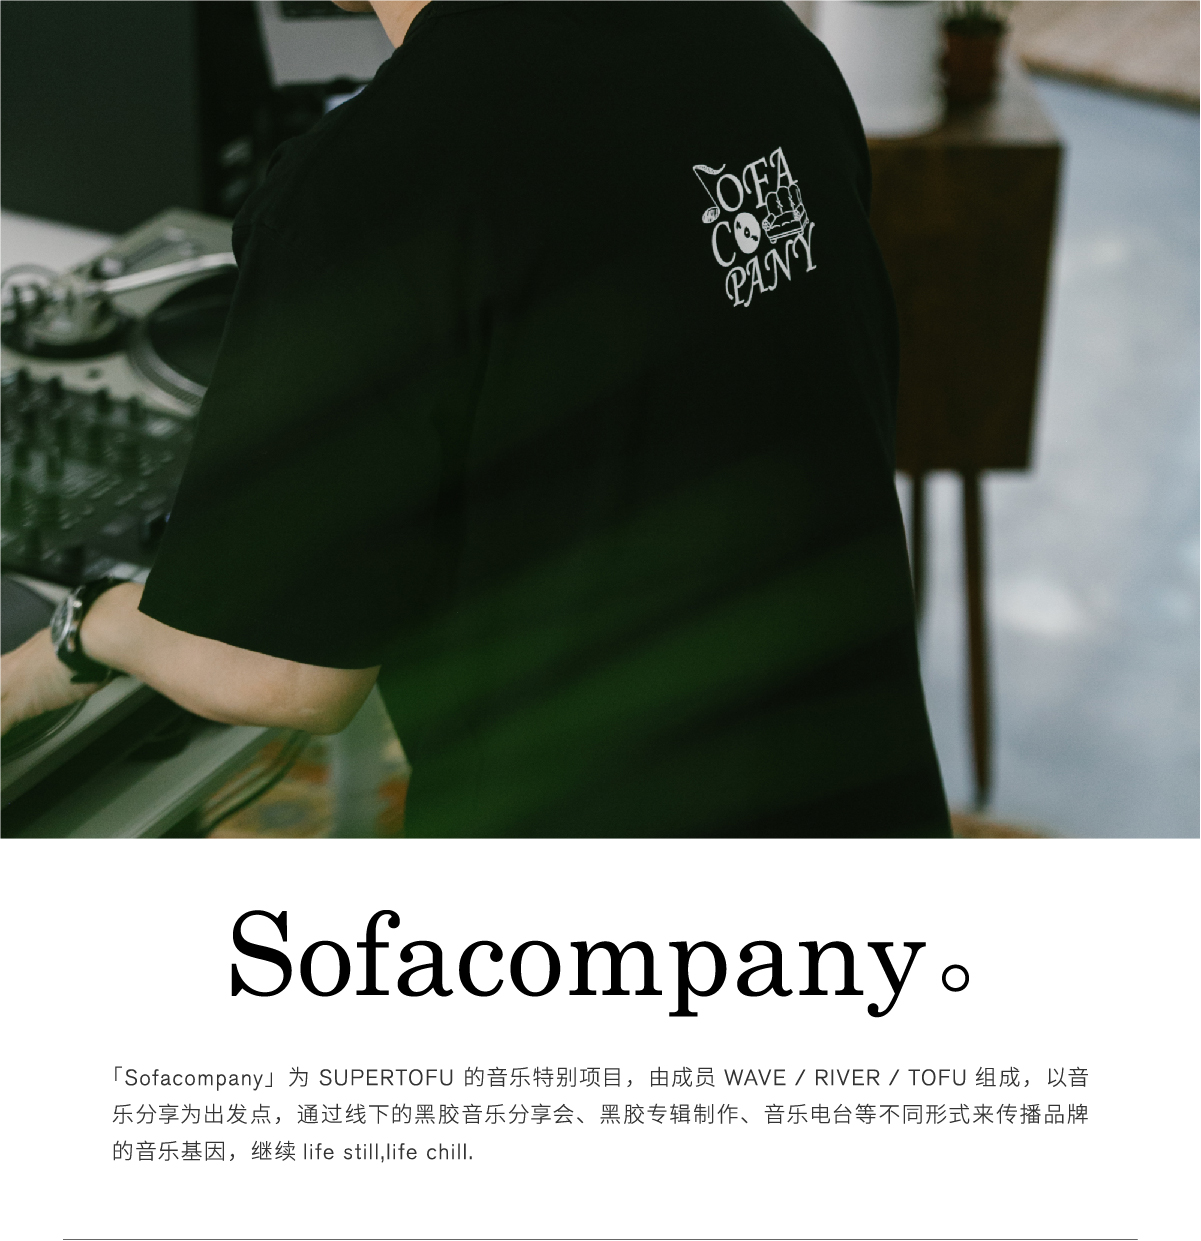 SOFA
COM
PANY
Sofacompany。
「Sofacompany」为 SUPERTOFU 的音乐特别项目，由成员 WAVE / RIVER / TOFU 组成，以音
乐分享为出发点，通过线下的黑胶音乐分享会、黑胶专辑制作、音乐电台等不同形式来传播品牌
的音乐基因，继续 life still,life chill.